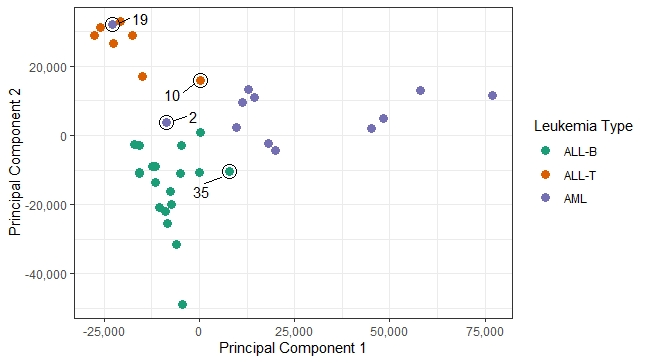 19
20,000
10
2
0
35
-20,000
-40,000
-25,000 0 25,000 50,000 75,000
Principal Component 1
Principal Component 2
Leukemia Type
ALL-B
ALL-T
AML